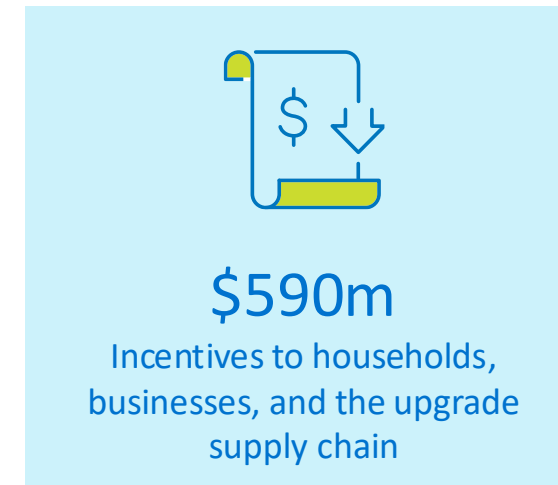 $
$590m
Incentives to households,
businesses, and the upgrade
supply chain